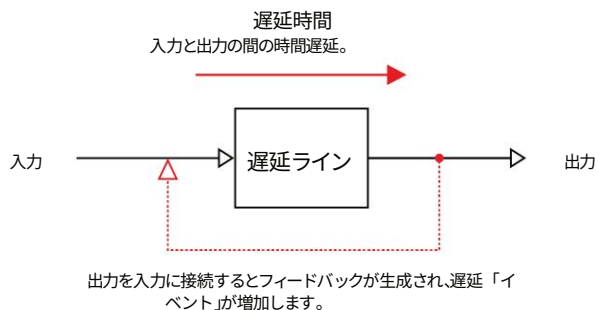 遅延時間
入力と出力の間の時間遅延。
入力
遅延ライン
出力
出力を入力に接続するとフィードバックが生成され、遅延「イ
ベント」が増加します。